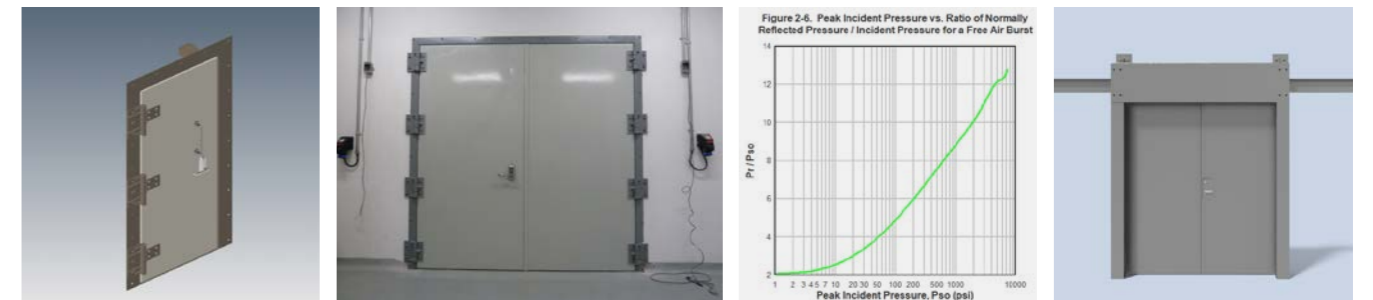 Figure 2-6. Peak Incident Pressure vs. Ratio of Normally
Reflected Pressure / Incident Pressure for a Free Air Burst
14
12
10
8
6
4
2
Pr / Pso
1 2 3 4 5 7 10 20 30 50 100 200 500 1000 10000
Peak Incident Pressure, Pso (psi)